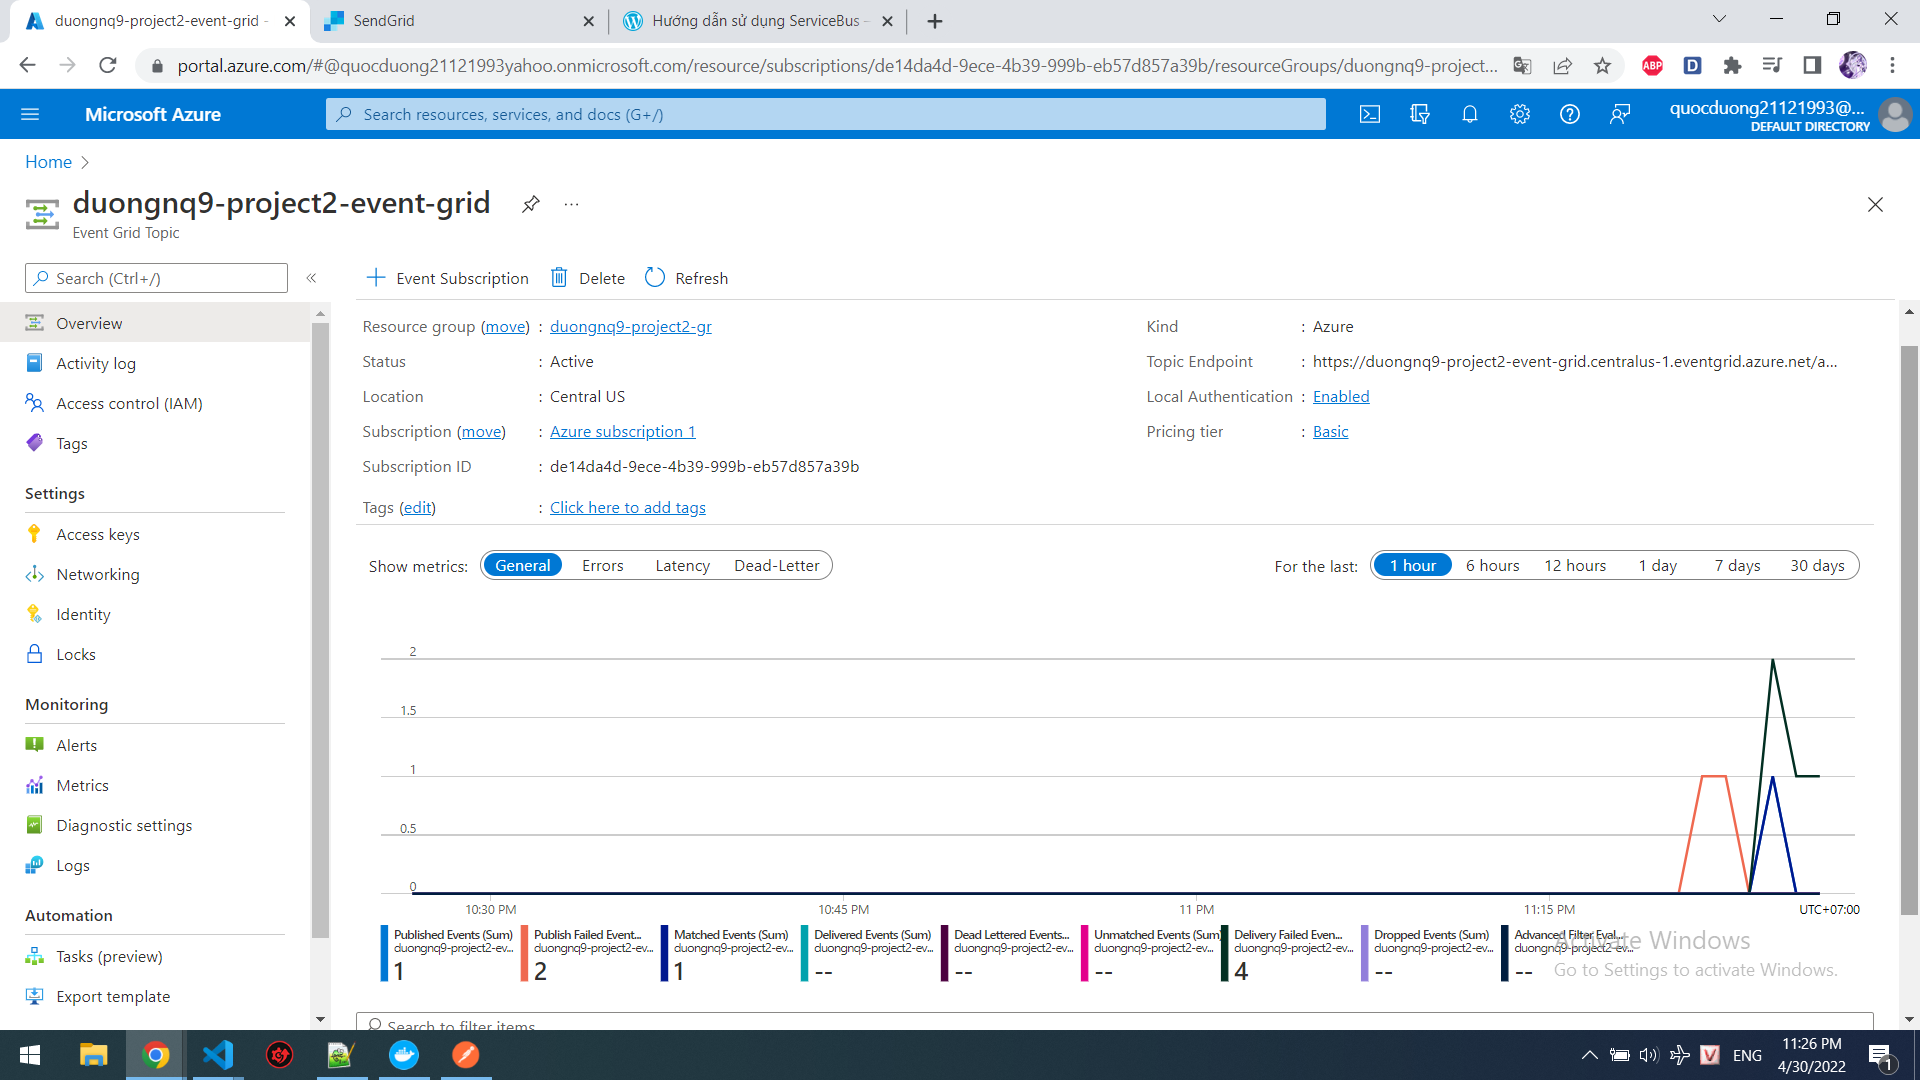 duongnq9-project2-event-grid -
SendGrid
Hướng dẫn sử dụng ServiceBus -
portal.azure.com/#@quocduong21121993yahoo.onmicrosoft.com/resource/subscriptions/de14da4d-9ece-4b39-999b-eb57d857a39b/resourceGroups/duongnq9-project...
ABP
D
Microsoft Azure
Search resources, services, and docs (G+/)
quocduong21121993@...
DEFAULT DIRECTORY
Home
duongnq9-project2-event-grid
...
Event Grid Topic
Search (Ctrl+/)
«
Event Subscription
Delete
Refresh
Overview
Activity log
Access control (IAM)
Tags
Settings
Access keys
Networking
Identity
Locks
Monitoring
Alerts
Metrics
Diagnostic settings
Logs
Automation
Tasks (preview)
Export template
Resource group (move) : duongnq9-project2-gr
Status : Active
Location : Central US
Subscription (move) : Azure subscription 1
Subscription ID : de14da4d-9ece-4b39-999b-eb57d857a39b
Tags (edit) : Click here to add tags
Kind : Azure
Topic Endpoint : https://duongnq9-project2-event-grid.centralus-1.eventgrid.azure.net/a...
Local Authentication : Enabled
Pricing tier : Basic
Show metrics: General Errors Latency Dead-Letter
For the last: 1 hour 6 hours 12 hours 1 day 7 days 30 days
2
1.5
1
0.5
0
10:30 PM 10:45 PM 11 PM 11:15 PM UTC+07:00
Published Events (Sum)
duongnq9-project2-ev...
1
Publish Failed Event...
duongnq9-project2-ev...
2
Matched Events (Sum)
duongnq9-project2-ev...
1
Delivered Events (Sum)
duongnq9-project2-ev...
--
Dead Lettered Events...
duongnq9-project2-ev...
--
Unmatched Events (Sum)
duongnq9-project2-ev...
--
Delivery Failed Even...
duongnq9-project2-ev...
4
Dropped Events (Sum)
duongnq9-project2-ev...
--
Advanced Filter Eval...
duongnq9-project2-ev...
--
Activate Windows
Go to Settings to activate Windows.
Search to filter items...
V
ENG
11:26 PM
4/30/2022
1